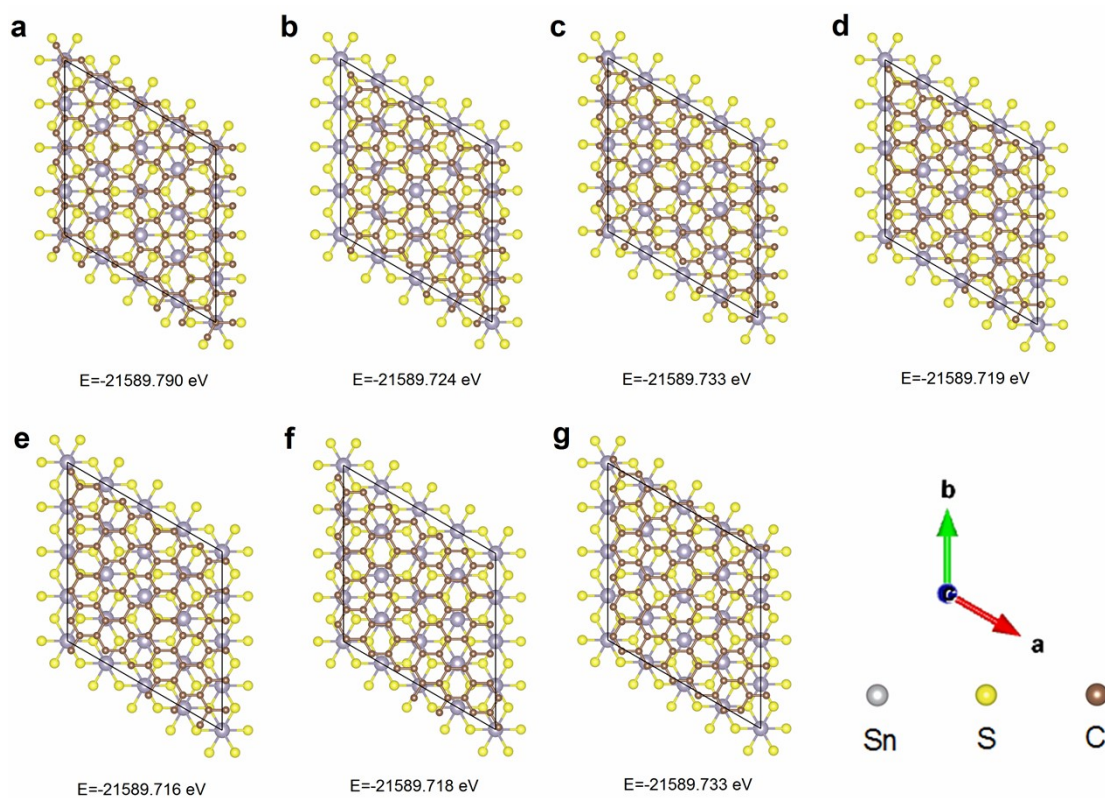 a b c d
E=-21589.790 eV E=-21589.724 eV E=-21589.733 eV E=-21589.719 eV
e f g
b
c
a
Sn S C
E=-21589.716 eV E=-21589.718 eV E=-21589.733 eV